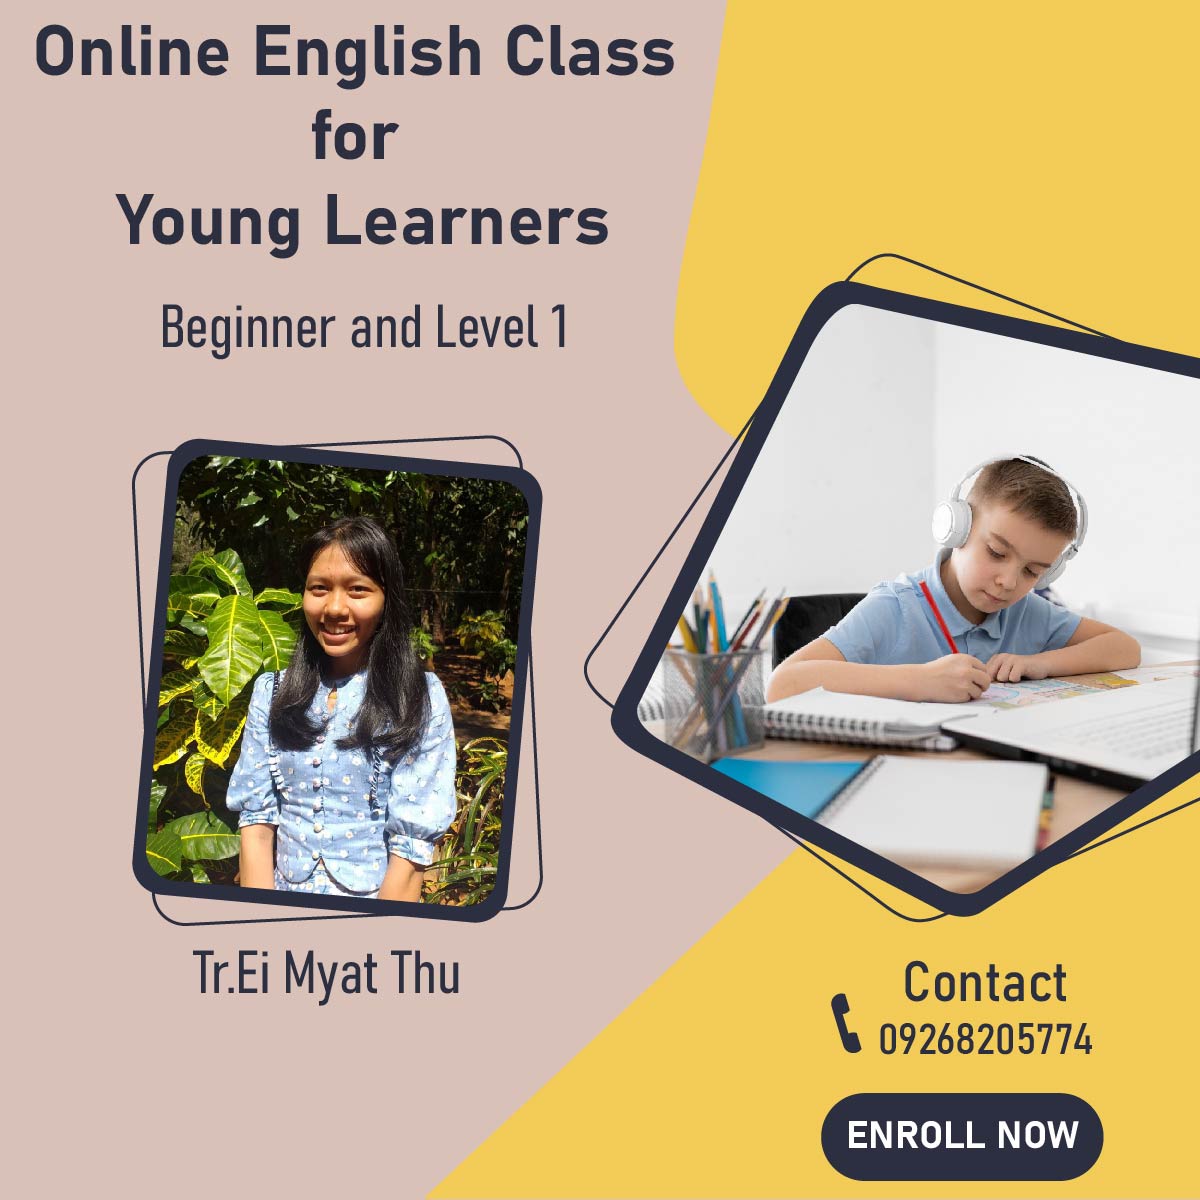 Online English Class
for
Young Learners
Beginner and Level 1
Tr.Ei Myat Thu
Contact
09268205774
ENROLL NOW